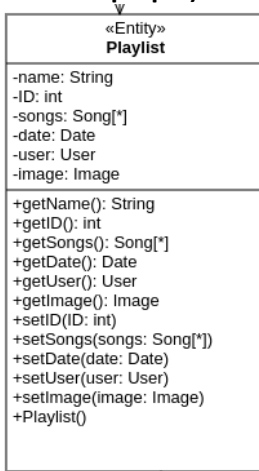 «Entity»
Playlist
-name: String
-ID: int
-songs: Song[*]
-date: Date
-user: User
-image: Image
+getName(): String
+getID(): int
+getSongs(): Song[*]
+getDate(): Date
+getUser(): User
+getImage(): Image
+setID(ID: int)
+setSongs(songs: Song[*])
+setDate(date: Date)
+setUser(user: User)
+setImage(image: Image)
+Playlist()